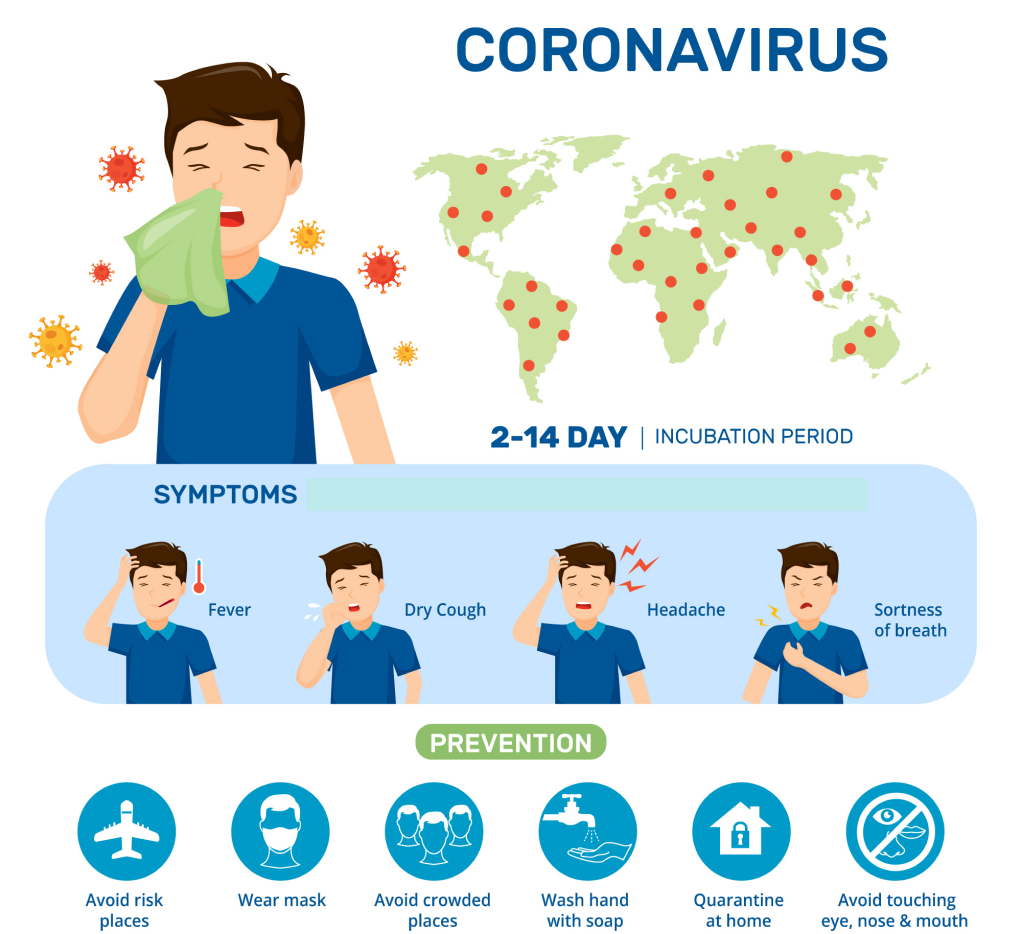 CORONAVIRUS
2-14 DAY | INCUBATION PERIOD
SYMPTOMS
Fever
Dry Cough
Headache
Sortness
of breath
PREVENTION
Avoid risk
places
Wear mask
Avoid crowded
places
Wash hand
with soap
Quarantine
at home
Avoid touching
eye, nose & mouth